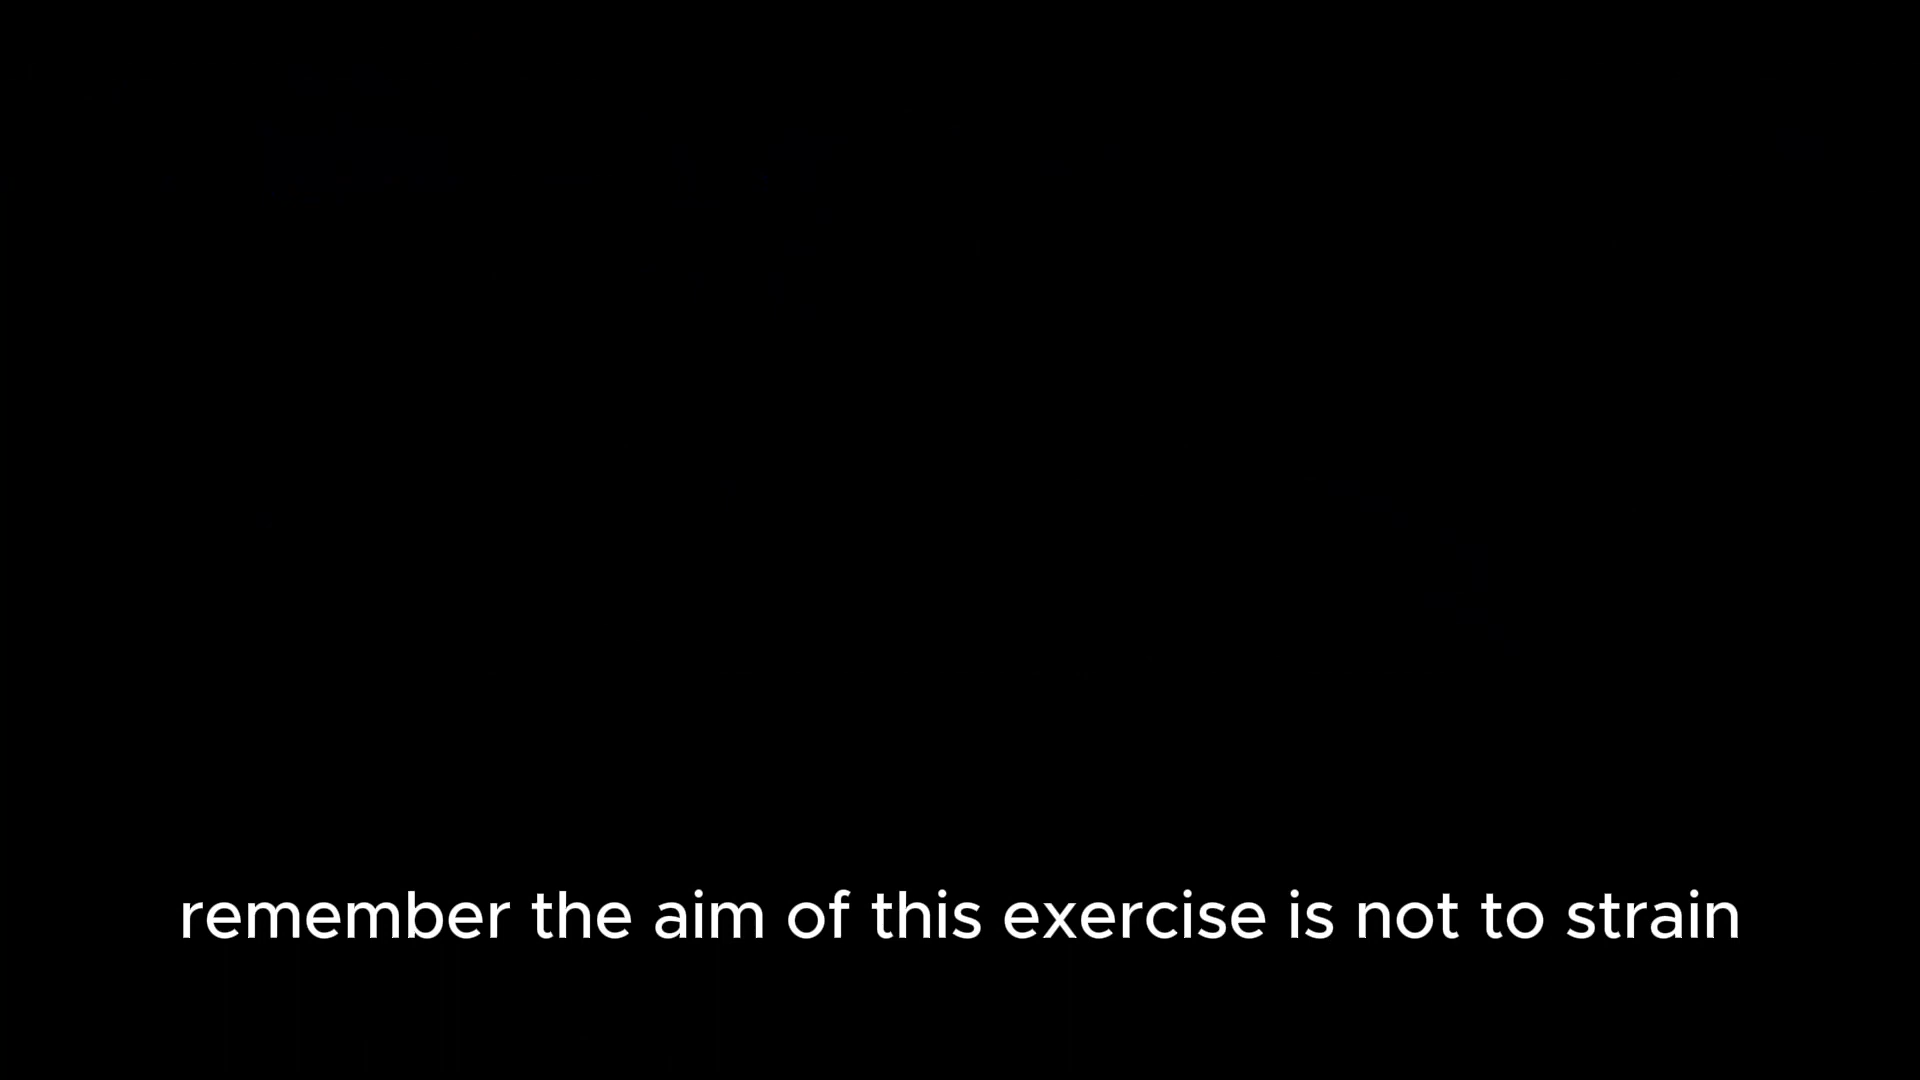 remember the aim of this exercise is not to strain